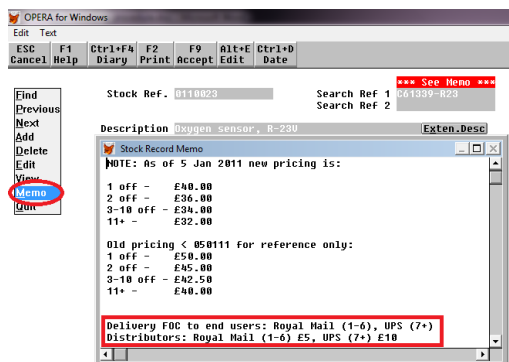 OPERA for Windows
Edit Text
ESC F1 Ctrl+F4 F2 F9 Alt+E Ctrl+D
Cancel Help Diary Print Accept Edit Date
*** See Memo ***
Find
Previous
Next
Add
Delete
Edit
View
Memo
Quit
Stock Ref. 0110023 Search Ref 1 C61339-R23
Search Ref 2
Description Oxygen sensor, R-23V Exten.Desc
Stock Record Memo
NOTE: As of 5 Jan 2011 new pricing is:
1 off - £40.00
2 off - £36.00
3-10 off - £34.00
11+ - £32.00
Old pricing < 050111 for reference only:
1 off - £50.00
2 off - £45.00
3-10 off - £42.50
11+ - £40.00
Delivery FOC to end users: Royal Mail (1-6), UPS (7+)
Distributors: Royal Mail (1-6) £5, UPS (7+) £10